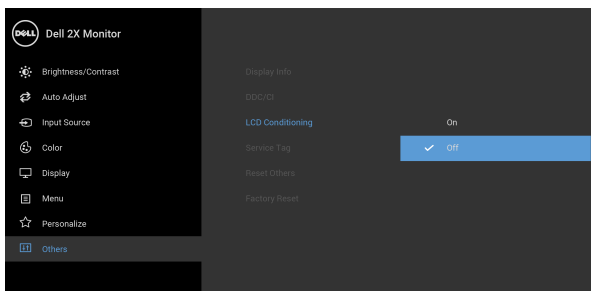 DELL Dell 2X Monitor
Brightness/Contrast
Auto Adjust
Input Source
Color
Display
Menu
Personalize
Others
Display Info
DDC/CI
LCD Conditioning
Service Tag
Reset Others
Factory Reset
On
Off